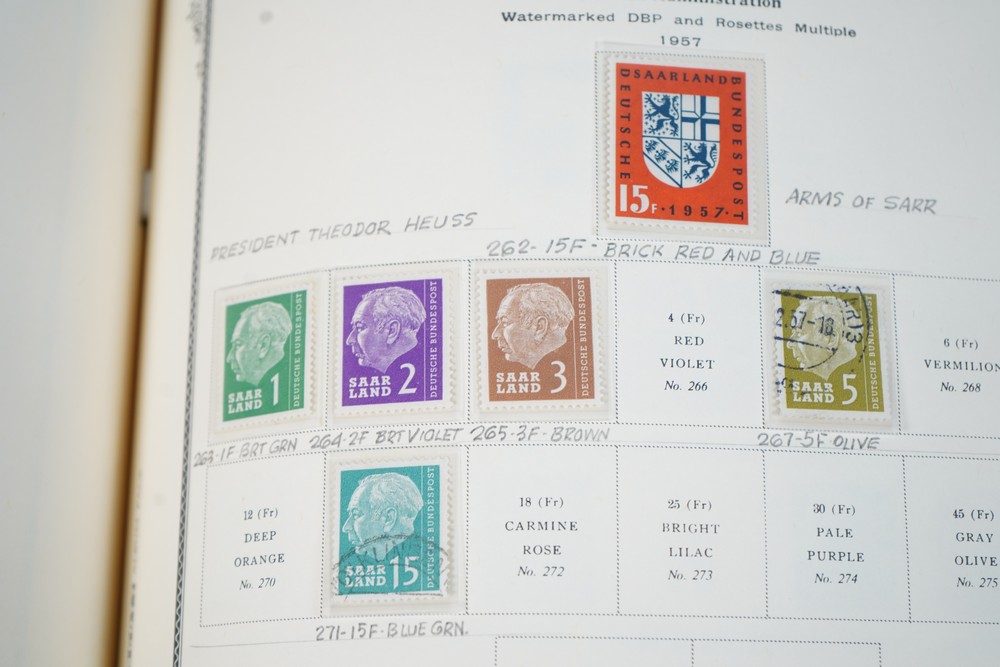 Watermarked DBP and Rosettes Multiple
1957
DEUTSCHE
SAARLAND
BUNDESPOST
15F · 1957 ·
ARMS OF SARR
PRESIDENT THEODOR HEUSS
262-15F- BRICK RED AND BLUE
DEUTSCHE BUNDESPOST
SAAR
LAND 1
DEUTSCHE BUNDESPOST
SAAR
LAND 2
DEUTSCHE BUNDESPOST
SAAR
LAND 3
4 (Fr)
RED
VIOLET
No. 266
2.57-18
DEUTSCHE BUNDESPOST
SAAR
LAND 5
6 (Fr)
VERMILION
No. 268
263-1F BRT GRN
264-2F BRT VIOLET
265-3F-BROWN
267-5F OLIVE
12 (Fr)
DEEP
ORANGE
No. 270
DEUTSCHE BUNDESPOST
SAAR
LAND 15
18 (Fr)
CARMINE
ROSE
No. 272
25 (Fr)
BRIGHT
LILAC
No. 273
30 (Fr)
PALE
PURPLE
No. 274
45 (Fr)
GRAY
OLIVE
No. 275
271-15F-BLUE GRN.